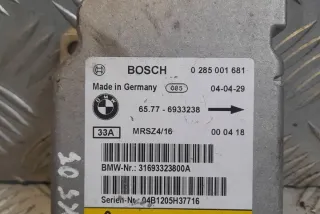 BOSCH 0 285 001 681
Made in Germany 085 04-04-29
BMW 65.77 - 6933238
33A MRSZ4/16 00 04 18
BMW-Nr.: 31693323800A
Serien-Nr.: 04B1205H37716